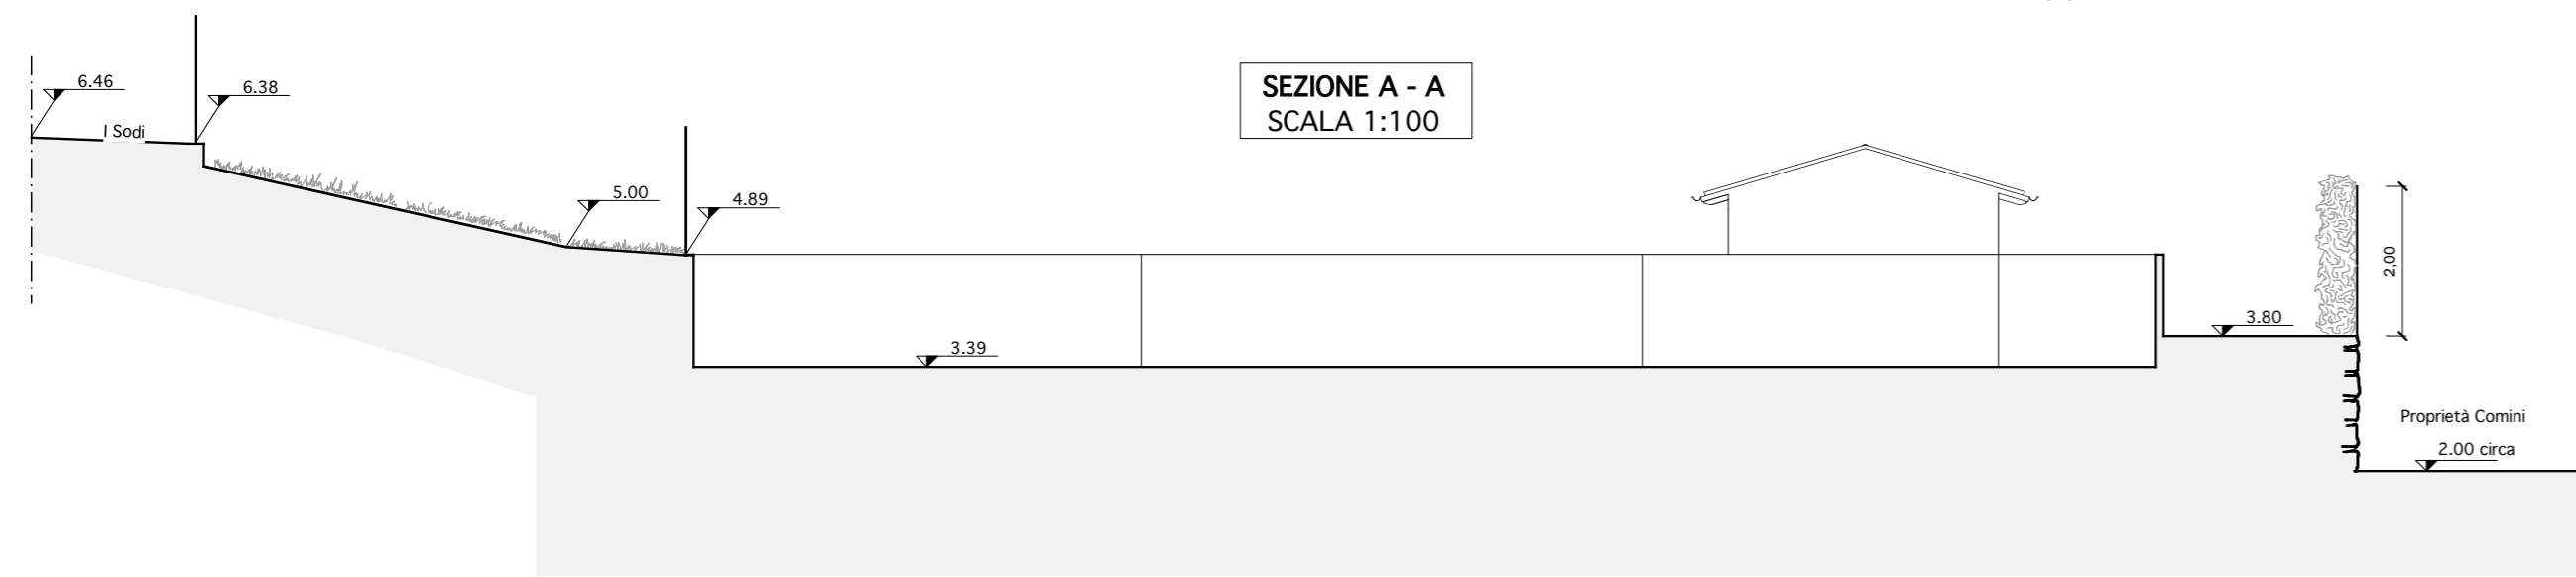 SEZIONE A - A
SCALA 1:100
6.46
6.38
I Sodi
5.00
4.89
3.39
3.80
2,00
Proprietà Comini
2.00 circa